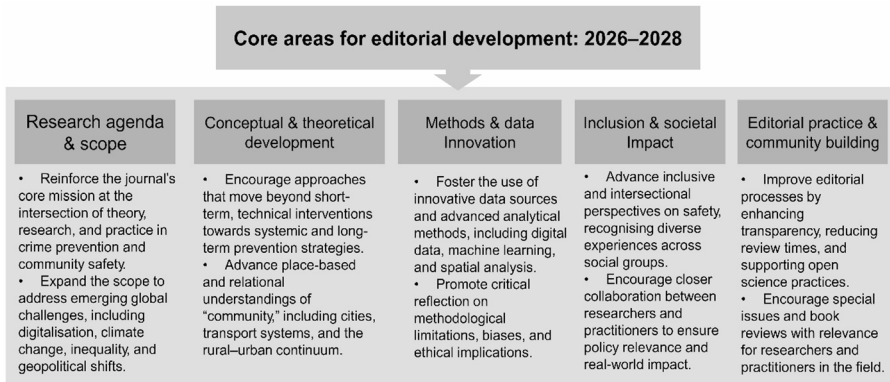 Core areas for editorial development: 2026–2028
Research agenda
& scope
• Reinforce the journal's
core mission at the
intersection of theory,
research, and practice in
crime prevention and
community safety.
• Expand the scope to
address emerging global
challenges, including
digitalisation, climate
change, inequality, and
geopolitical shifts.
Conceptual & theoretical
development
• Encourage approaches
that move beyond short-
term, technical interventions
towards systemic and long-
term prevention strategies.
• Advance place-based
and relational
understandings of
“community,” including cities,
transport systems, and the
rural–urban continuum.
Methods & data
Innovation
• Foster the use of
innovative data sources
and advanced analytical
methods, including digital
data, machine learning,
and spatial analysis.
• Promote critical
reflection on
methodological
limitations, biases, and
ethical implications.
Inclusion & societal
Impact
• Advance inclusive
and intersectional
perspectives on safety,
recognising diverse
experiences across
social groups.
• Encourage closer
collaboration between
researchers and
practitioners to ensure
policy relevance and
real-world impact.
Editorial practice &
community building
• Improve editorial
processes by
enhancing
transparency, reducing
review times, and
supporting open
science practices.
• Encourage special
issues and book
reviews with relevance
for researchers and
practitioners in the field.